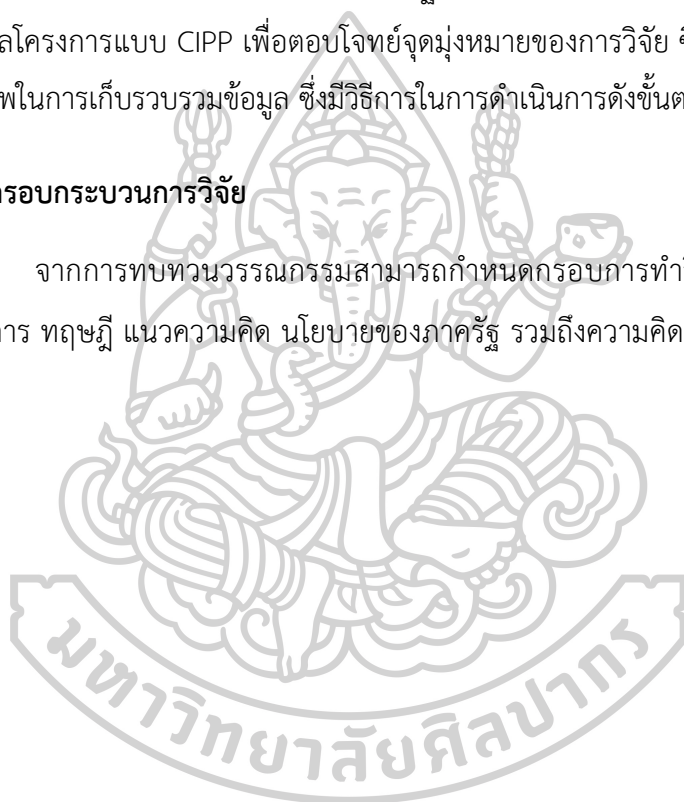 ลโครงการแบบ CIPP เพื่อตอบโจทย์จุดมุ่งหมายของการวิจัย
พในการเก็บรวบรวมข้อมูล ซึ่งมีวิธีการในการดำเนินการดังขั้นต
รอบกระบวนการวิจัย
จากการทบทวนวรรณกรรมสามารถกำหนดกรอบการทำ
การ ทฤษฎี แนวความคิด นโยบายของภาครัฐ รวมถึงความคิด
มหาวิทยาลัยศิลปากร